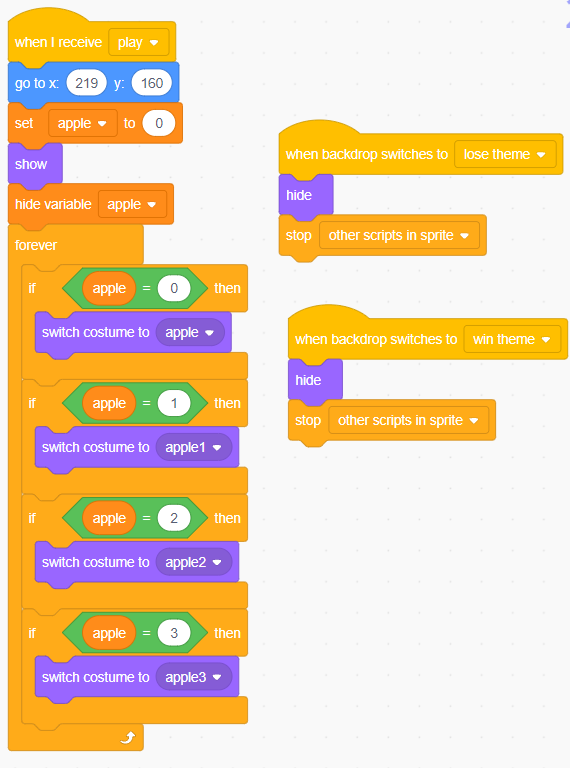 when I receive play
go to x: 219 y: 160
set apple to 0
show
hide variable apple
forever
if apple = 0 then
switch costume to apple
if apple = 1 then
switch costume to apple1
if apple = 2 then
switch costume to apple2
if apple = 3 then
switch costume to apple3
when backdrop switches to lose theme
hide
stop other scripts in sprite
when backdrop switches to win theme
hide
stop other scripts in sprite